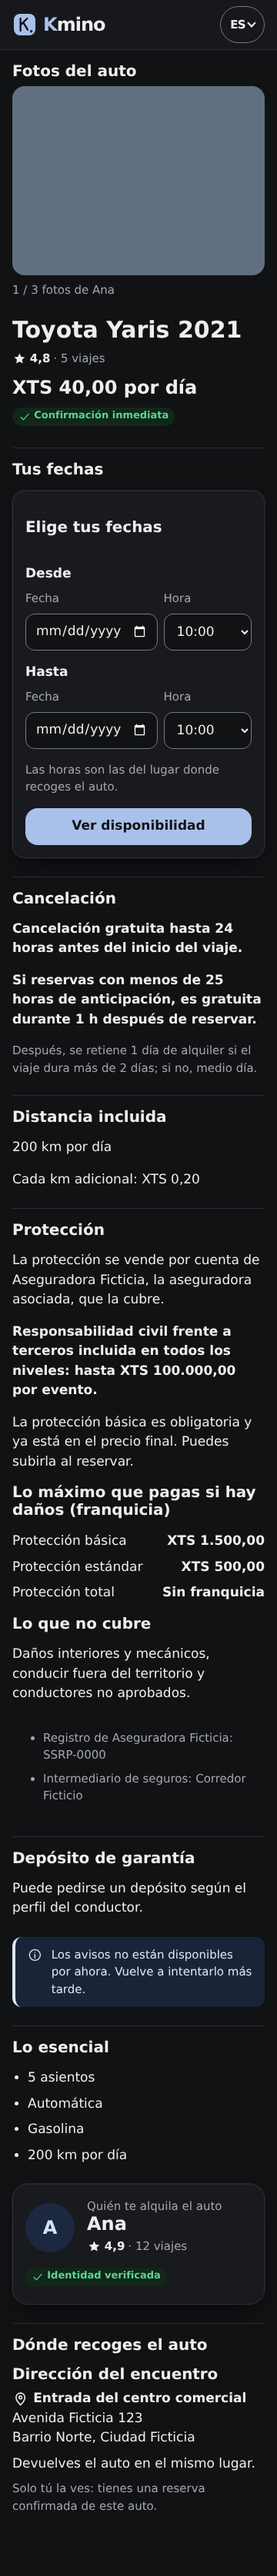 Kmino
ES
Fotos del auto
1 / 3 fotos de Ana
Toyota Yaris 2021
★ 4,8 · 5 viajes
XTS 40,00 por día
Confirmación inmediata
Tus fechas
Elige tus fechas
Desde
Fecha Hora
mm/dd/yyyy 10:00
Hasta
Fecha Hora
mm/dd/yyyy 10:00
Las horas son las del lugar donde
recoges el auto.
Ver disponibilidad
Cancelación
Cancelación gratuita hasta 24
horas antes del inicio del viaje.
Si reservas con menos de 25
horas de anticipación, es gratuita
durante 1 h después de reservar.
Después, se retiene 1 día de alquiler si el
viaje dura más de 2 días; si no, medio día.
Distancia incluida
200 km por día
Cada km adicional: XTS 0,20
Protección
La protección se vende por cuenta de
Aseguradora Ficticia, la aseguradora
asociada, que la cubre.
Responsabilidad civil frente a
terceros incluida en todos los
niveles: hasta XTS 100.000,00
por evento.
La protección básica es obligatoria y
ya está en el precio final. Puedes
subirla al reservar.
Lo máximo que pagas si hay
daños (franquicia)
Protección básica XTS 1.500,00
Protección estándar XTS 500,00
Protección total Sin franquicia
Lo que no cubre
Daños interiores y mecánicos,
conducir fuera del territorio y
conductores no aprobados.
• Registro de Aseguradora Ficticia:
SSRP-0000
• Intermediario de seguros: Corredor
Ficticio
Depósito de garantía
Puede pedirse un depósito según el
perfil del conductor.
Los avisos no están disponibles
por ahora. Vuelve a intentarlo más
tarde.
Lo esencial
• 5 asientos
• Automática
• Gasolina
• 200 km por día
Quién te alquila el auto
A
Ana
★ 4,9 · 12 viajes
Identidad verificada
Dónde recoges el auto
Dirección del encuentro
Entrada del centro comercial
Avenida Ficticia 123
Barrio Norte, Ciudad Ficticia
Devuelves el auto en el mismo lugar.
Solo tú la ves: tienes una reserva
confirmada de este auto.